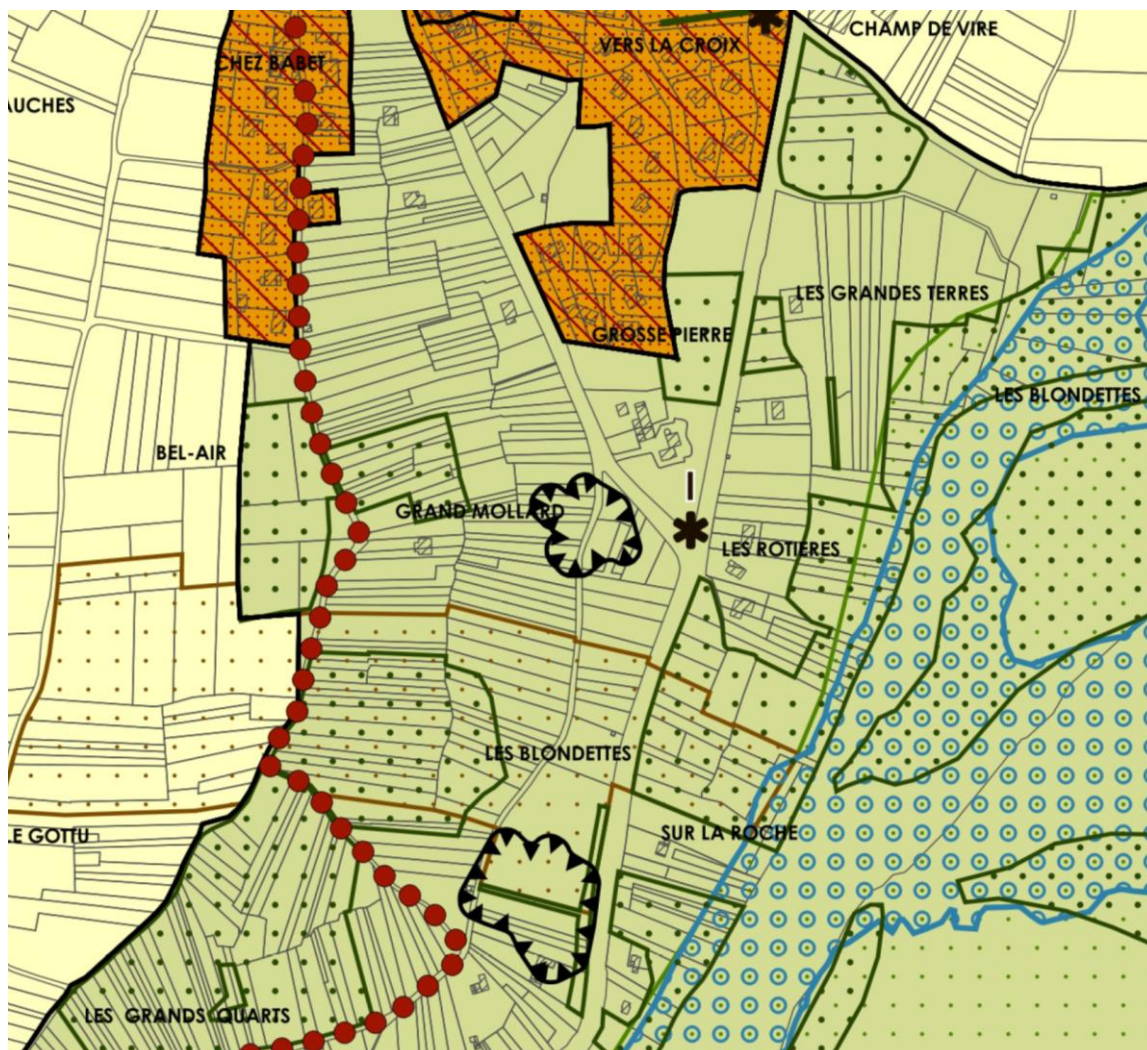 CHAMP DE VIRE
VERS LA CROIX
CHEZ BABET
AUCHES
LES GRANDES TERRES
GROSSE PIERRE
LES BLONDETTES
BEL-AIR
I
GRAND MOLLARD
LES ROTIERES
LES BLONDETTES
SUR LA ROCHE
LE GOTTU
LES GRANDS QUARTS